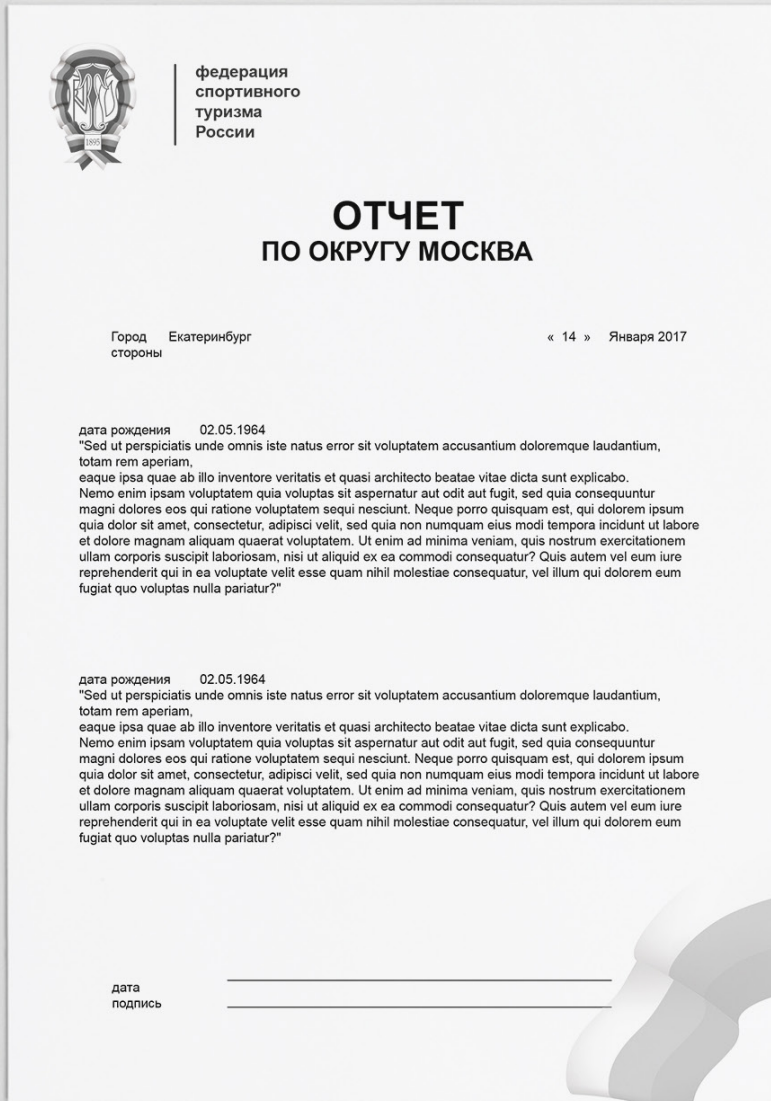 1895
федерация
спортивного
туризма
России
ОТЧЕТ
ПО ОКРУГУ МОСКВА
Город Екатеринбург « 14 » Января 2017
стороны
дата рождения 02.05.1964
"Sed ut perspiciatis unde omnis iste natus error sit voluptatem accusantium doloremque laudantium,
totam rem aperiam,
eaque ipsa quae ab illo inventore veritatis et quasi architecto beatae vitae dicta sunt explicabo.
Nemo enim ipsam voluptatem quia voluptas sit aspernatur aut odit aut fugit, sed quia consequuntur
magni dolores eos qui ratione voluptatem sequi nesciunt. Neque porro quisquam est, qui dolorem ipsum
quia dolor sit amet, consectetur, adipisci velit, sed quia non numquam eius modi tempora incidunt ut labore
et dolore magnam aliquam quaerat voluptatem. Ut enim ad minima veniam, quis nostrum exercitationem
ullam corporis suscipit laboriosam, nisi ut aliquid ex ea commodi consequatur? Quis autem vel eum iure
reprehenderit qui in ea voluptate velit esse quam nihil molestiae consequatur, vel illum qui dolorem eum
fugiat quo voluptas nulla pariatur?"
дата рождения 02.05.1964
"Sed ut perspiciatis unde omnis iste natus error sit voluptatem accusantium doloremque laudantium,
totam rem aperiam,
eaque ipsa quae ab illo inventore veritatis et quasi architecto beatae vitae dicta sunt explicabo.
Nemo enim ipsam voluptatem quia voluptas sit aspernatur aut odit aut fugit, sed quia consequuntur
magni dolores eos qui ratione voluptatem sequi nesciunt. Neque porro quisquam est, qui dolorem ipsum
quia dolor sit amet, consectetur, adipisci velit, sed quia non numquam eius modi tempora incidunt ut labore
et dolore magnam aliquam quaerat voluptatem. Ut enim ad minima veniam, quis nostrum exercitationem
ullam corporis suscipit laboriosam, nisi ut aliquid ex ea commodi consequatur? Quis autem vel eum iure
reprehenderit qui in ea voluptate velit esse quam nihil molestiae consequatur, vel illum qui dolorem eum
fugiat quo voluptas nulla pariatur?"
дата
подпись